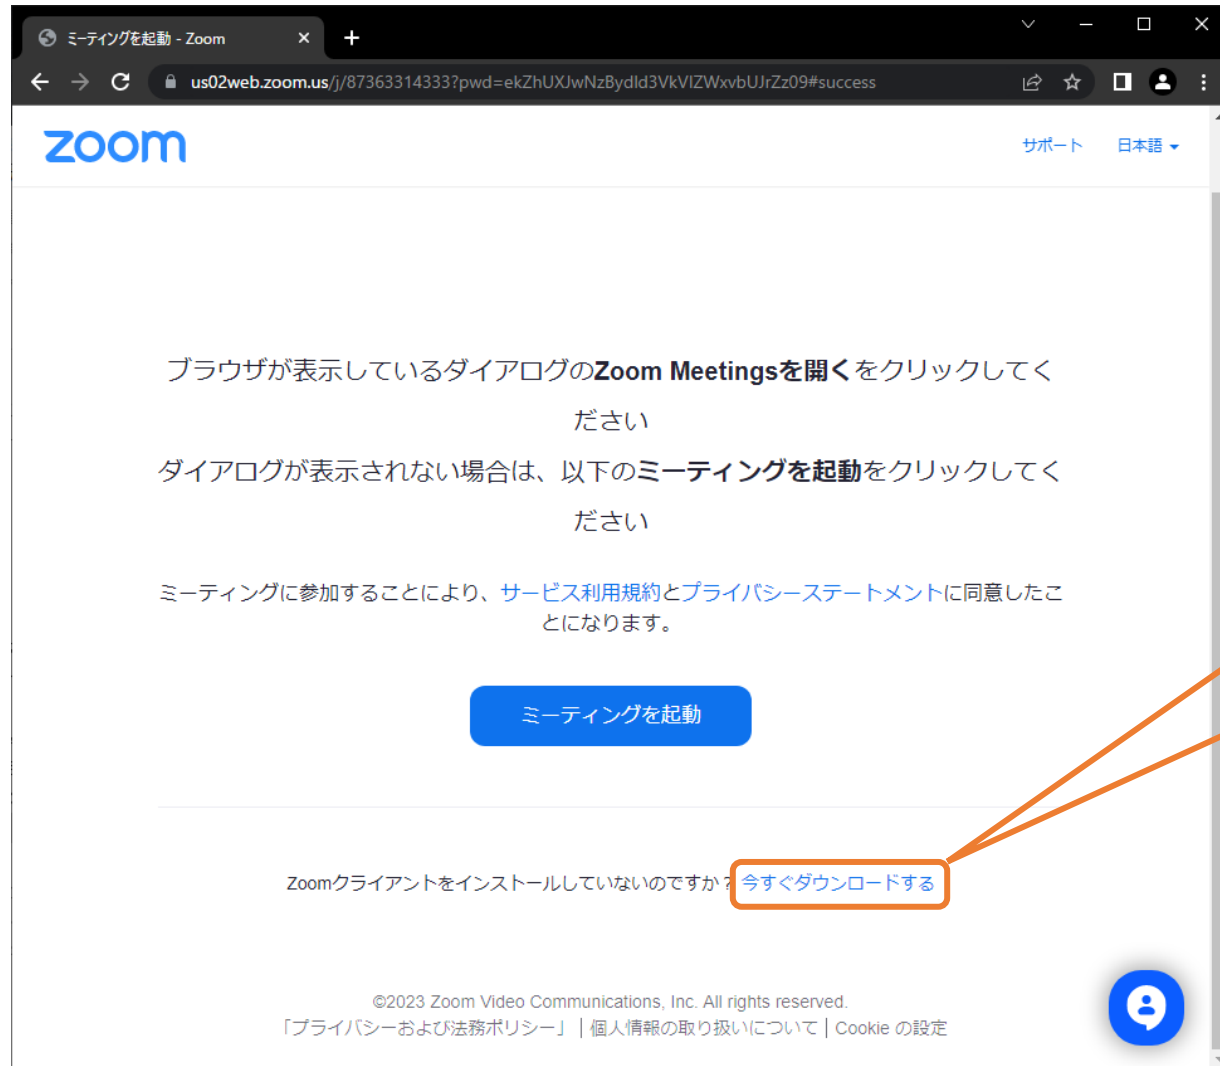 ミーティングを起動 - Zoom
us02web.zoom.us/j/87363314333?pwd=ekZhUXJwNzBydld3VkVIZWxvbUJrZz09#success
zoom
サポート 日本語
ブラウザが表示しているダイアログのZoom Meetingsを開くをクリックしてく
ださい
ダイアログが表示されない場合は、以下のミーティングを起動をクリックしてく
ださい
ミーティングに参加することにより、サービス利用規約とプライバシーステートメントに同意したこ
とになります。
ミーティングを起動
Zoomクライアントをインストールしていないのですか？今すぐダウンロードする
©2023 Zoom Video Communications, Inc. All rights reserved.
「プライバシーおよび法務ポリシー」 | 個人情報の取り扱いについて | Cookie の設定